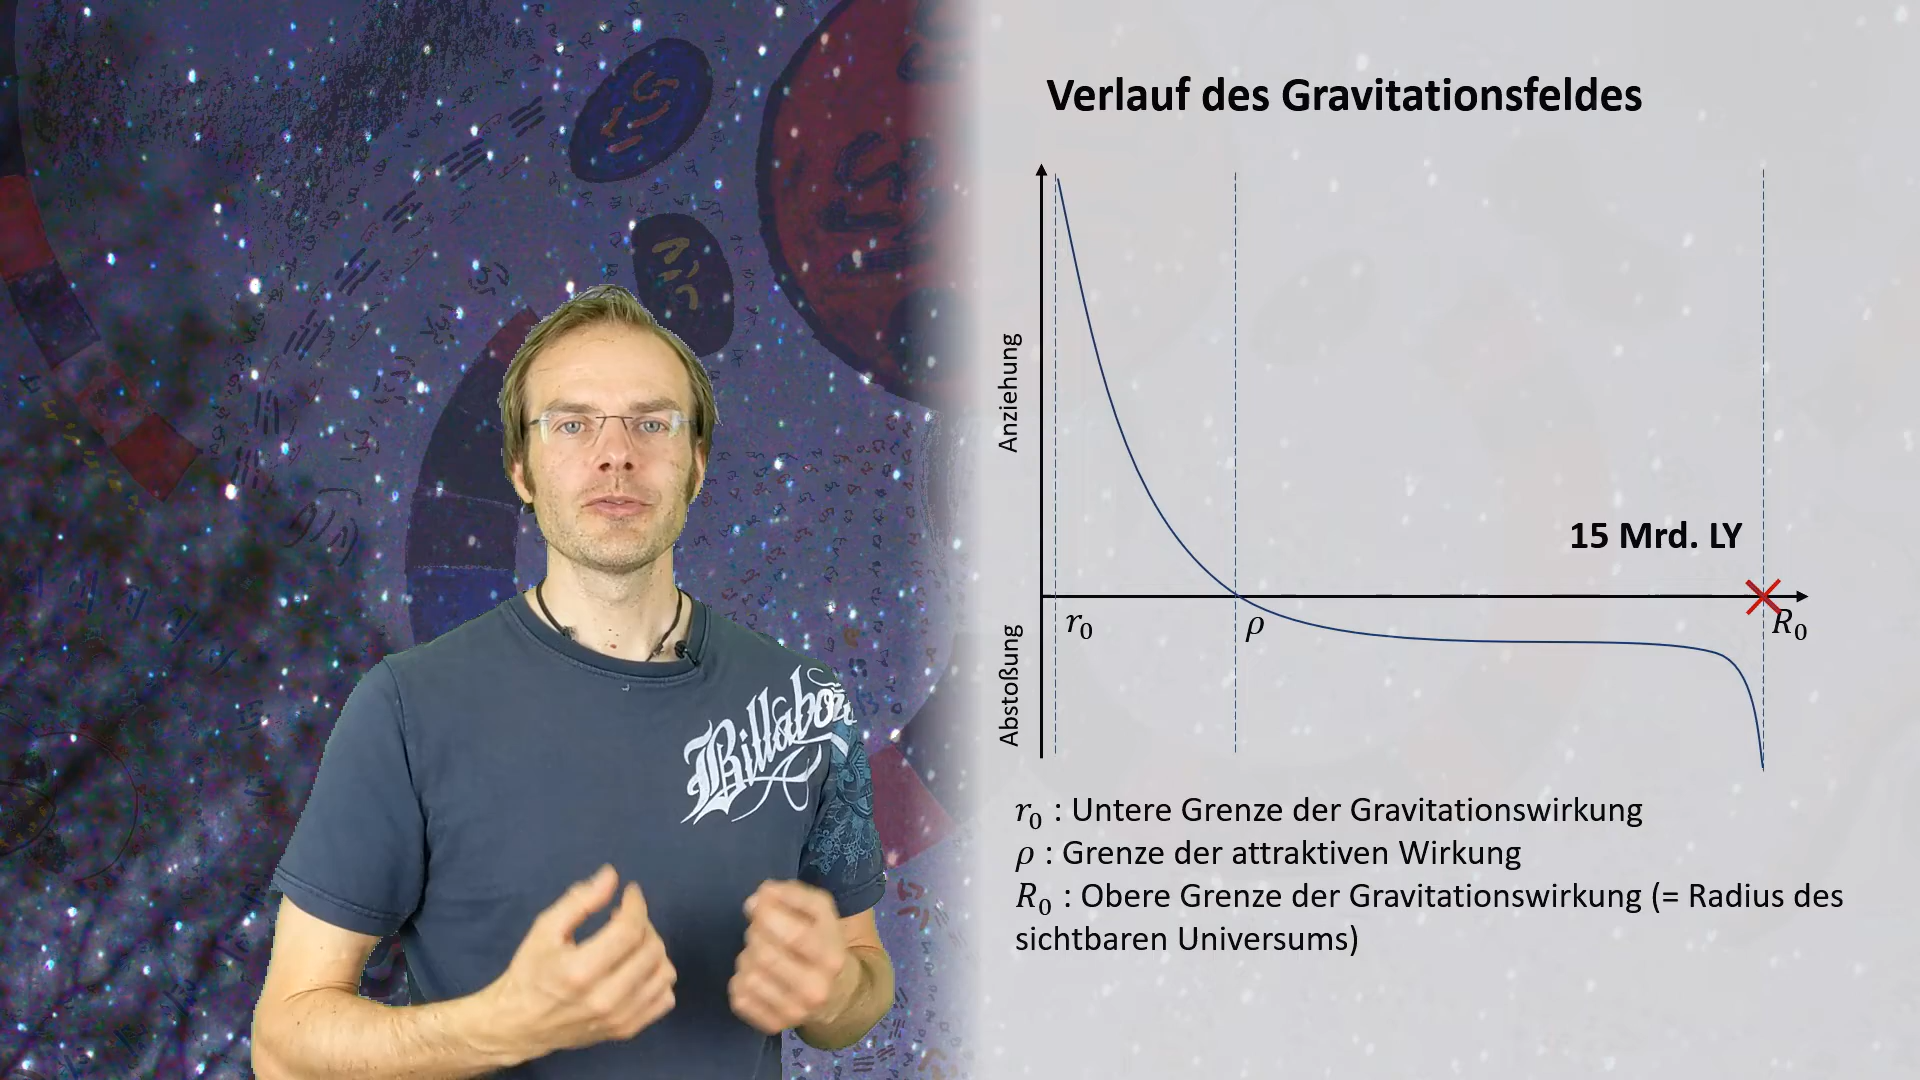 Verlauf des Gravitationsfeldes
Anziehung
Abstoßung
15 Mrd. LY
r₀
ρ
R₀
r₀ : Untere Grenze der Gravitationswirkung
ρ : Grenze der attraktiven Wirkung
R₀ : Obere Grenze der Gravitationswirkung (= Radius des
sichtbaren Universums)